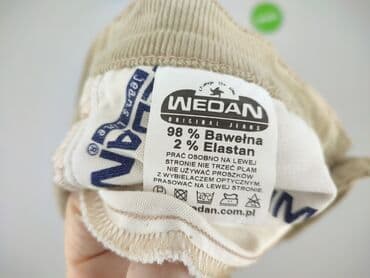 WEDAN
ORIGINAL JEANS
98 % Bawełna
2 % Elastan
PRAĆ OSOBNO NA LEWEJ
STRONIE NIE TRZEĆ PLAM
NIE UŻYWAĆ PROSZKÓW
Z WYBIELACZEM OPTYCZNYM.
PRASOWAĆ NA LEWEJ STRONIE
edan.com.pl